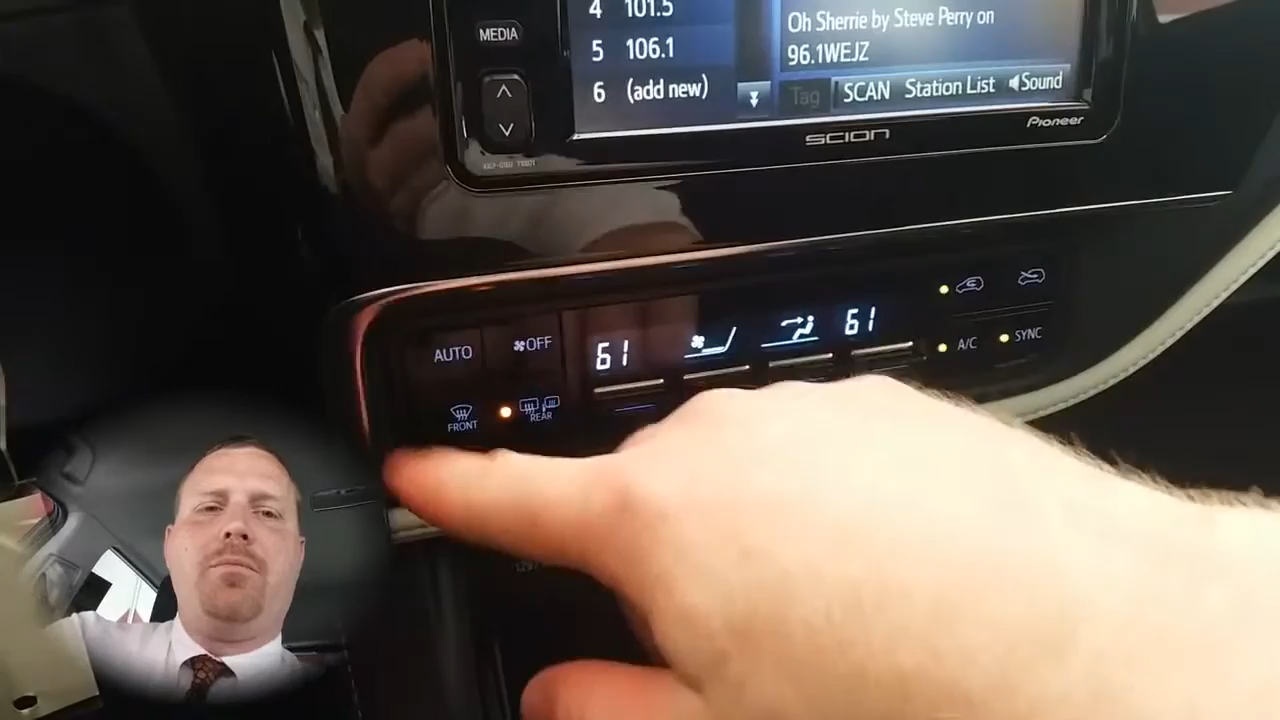 MEDIA
4 101.5
5 106.1
6 (add new)
Oh Sherrie by Steve Perry on
96.1WEJZ
Tag SCAN Station List Sound
SCION
Pioneer
AUTO
OFF
61
61
A/C
SYNC
FRONT
REAR